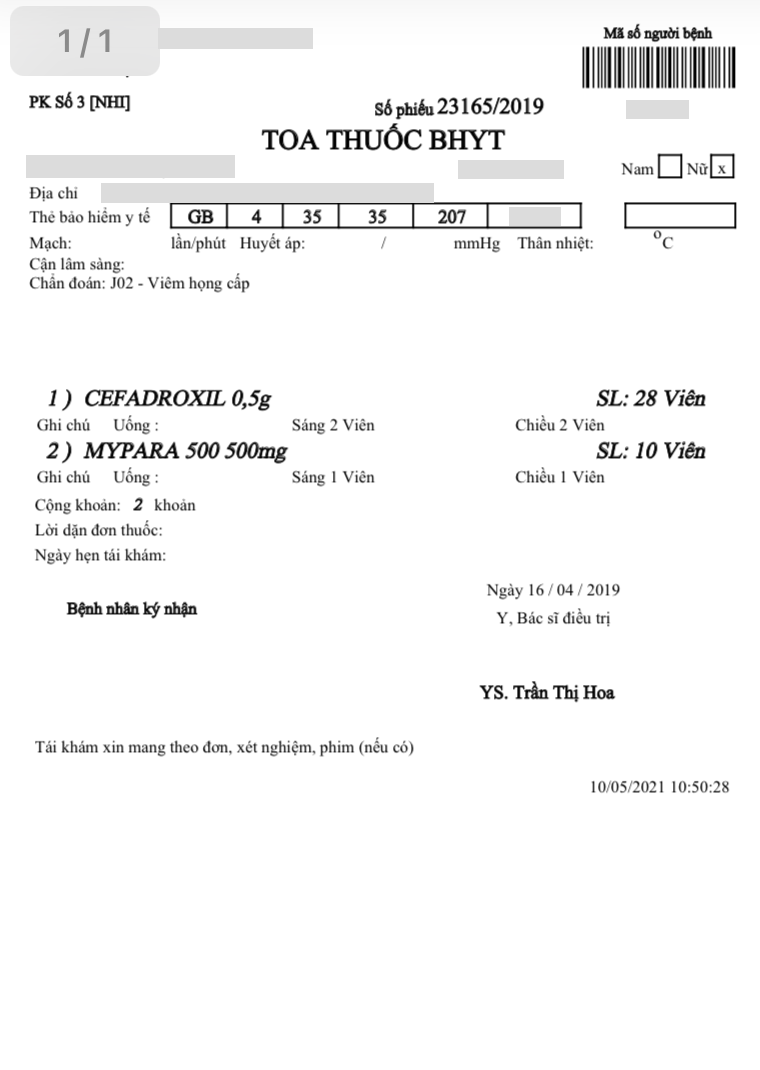 1/1
Mã số người bệnh
PK Số 3 [NHI]
Số phiếu 23165/2019
TOA THUỐC BHYT
Nam Nữ x
Địa chỉ
Thẻ bảo hiểm y tế GB 4 35 35 207
Mạch: lần/phút Huyết áp: / mmHg Thân nhiệt: ºC
Cận lâm sàng:
Chẩn đoán: J02 - Viêm họng cấp
1 ) CEFADROXIL 0,5g SL: 28 Viên
Ghi chú Uống : Sáng 2 Viên Chiều 2 Viên
2 ) MYPARA 500 500mg SL: 10 Viên
Ghi chú Uống : Sáng 1 Viên Chiều 1 Viên
Cộng khoản: 2 khoản
Lời dặn đơn thuốc:
Ngày hẹn tái khám:
Ngày 16 / 04 / 2019
Bệnh nhân ký nhận
Y, Bác sĩ điều trị
YS. Trần Thị Hoa
Tái khám xin mang theo đơn, xét nghiệm, phim (nếu có)
10/05/2021 10:50:28